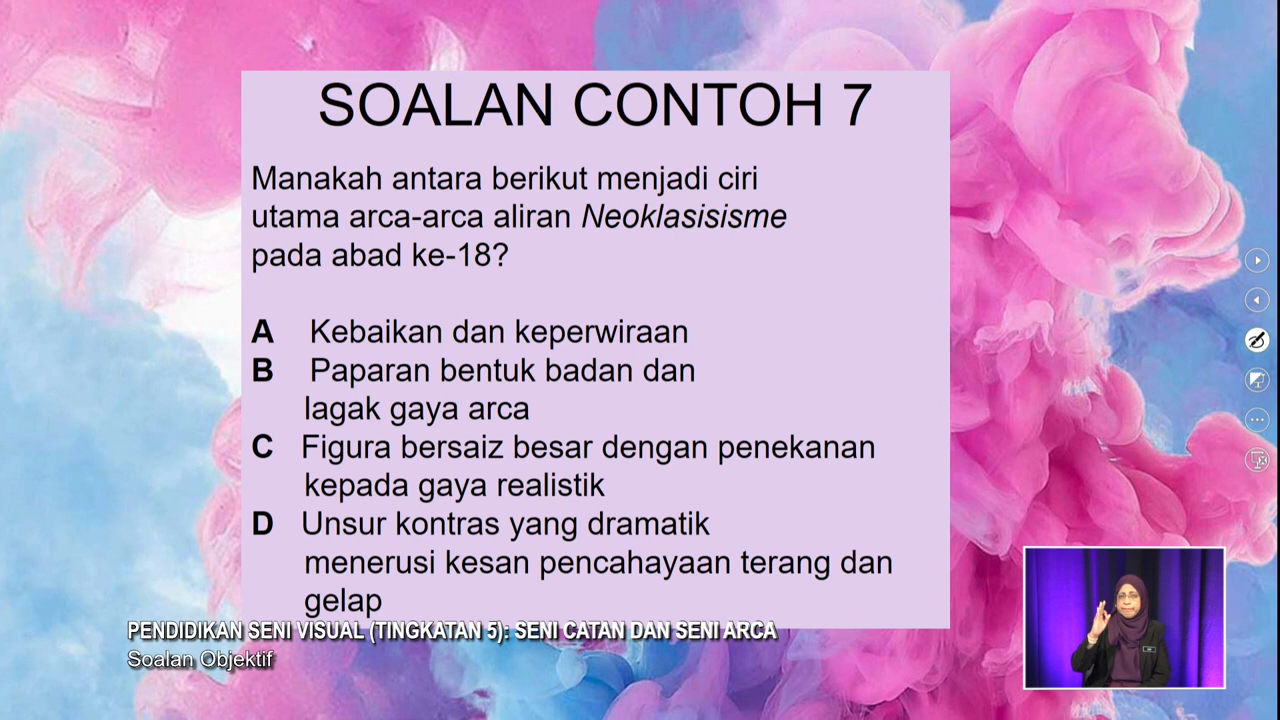 SOALAN CONTOH 7
Manakah antara berikut menjadi ciri
utama arca-arca aliran Neoklasisisme
pada abad ke-18?
A Kebaikan dan keperwiraan
B Paparan bentuk badan dan
lagak gaya arca
C Figura bersaiz besar dengan penekanan
kepada gaya realistik
D Unsur kontras yang dramatik
menerusi kesan pencahayaan terang dan
gelap
PENDIDIKAN SENI VISUAL (TINGKATAN 5): SENI CATAN DAN SENI ARCA
Soalan Objektif